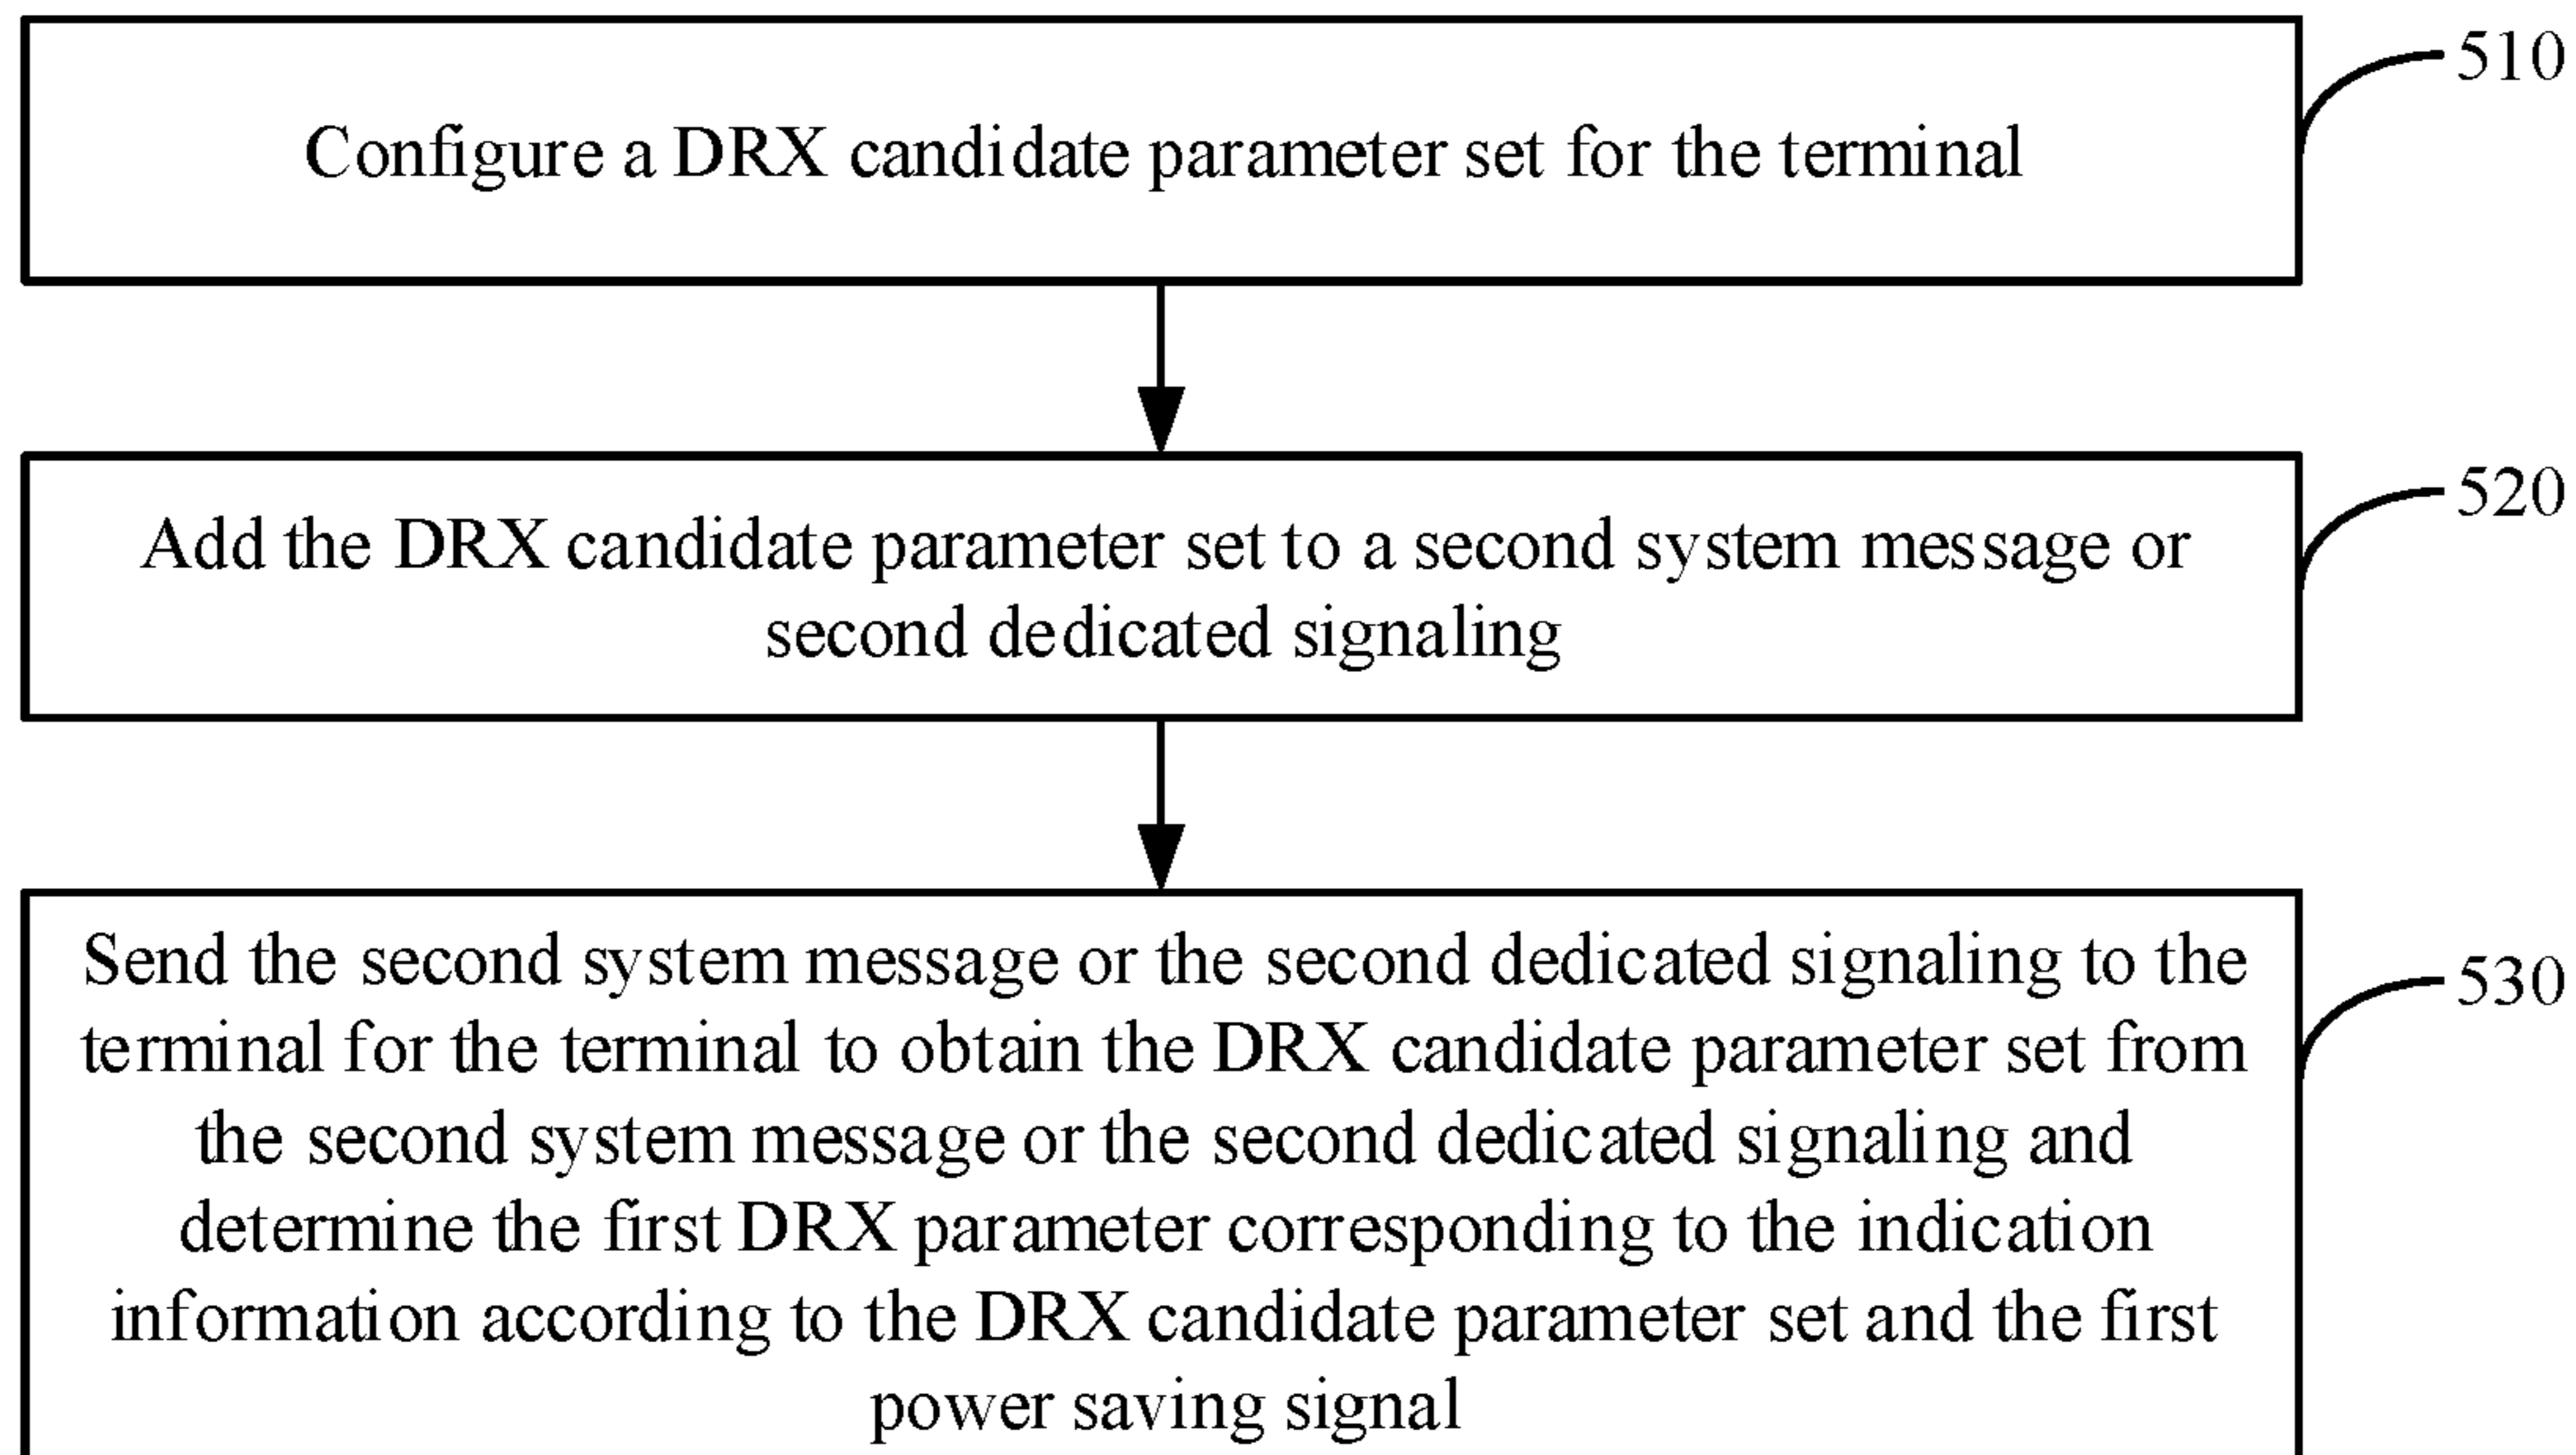 510
Configure a DRX candidate parameter set for the terminal
520
Add the DRX candidate parameter set to a second system message or
second dedicated signaling
530
Send the second system message or the second dedicated signaling to the
terminal for the terminal to obtain the DRX candidate parameter set from
the second system message or the second dedicated signaling and
determine the first DRX parameter corresponding to the indication
information according to the DRX candidate parameter set and the first
power saving signal